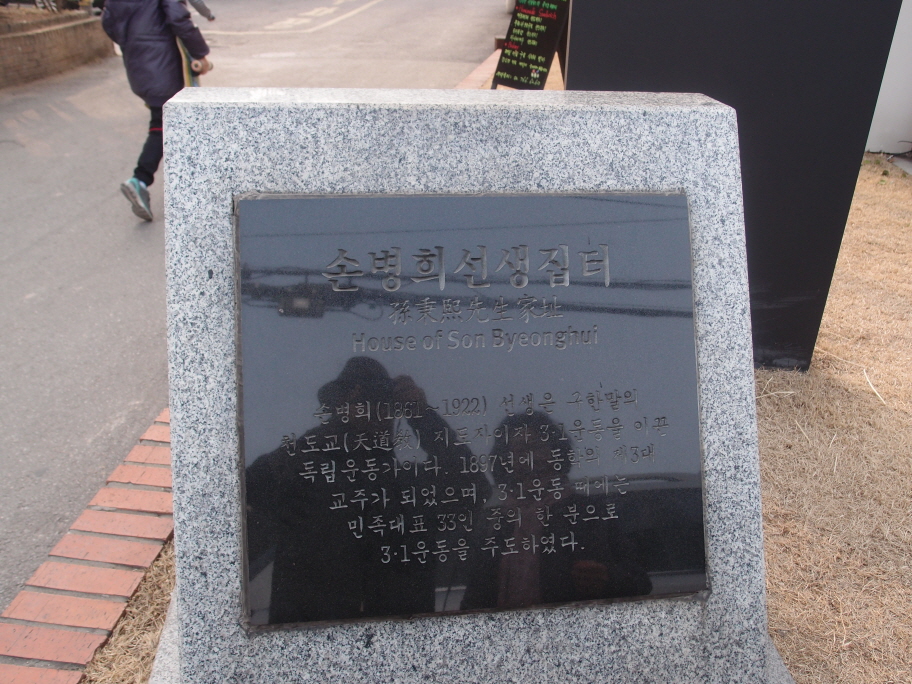 손병희선생집터
孫秉熙先生家址
House of Son Byeonghui
손병희(1861~1922) 선생은 구한말의
천도교(天道敎) 지도자이자 3·1운동을 이끈
독립운동가이다. 1897년에 동학의 제3대
교주가 되었으며, 3·1운동 때에는
민족대표 33인 중의 한 분으로
3·1운동을 주도하였다.